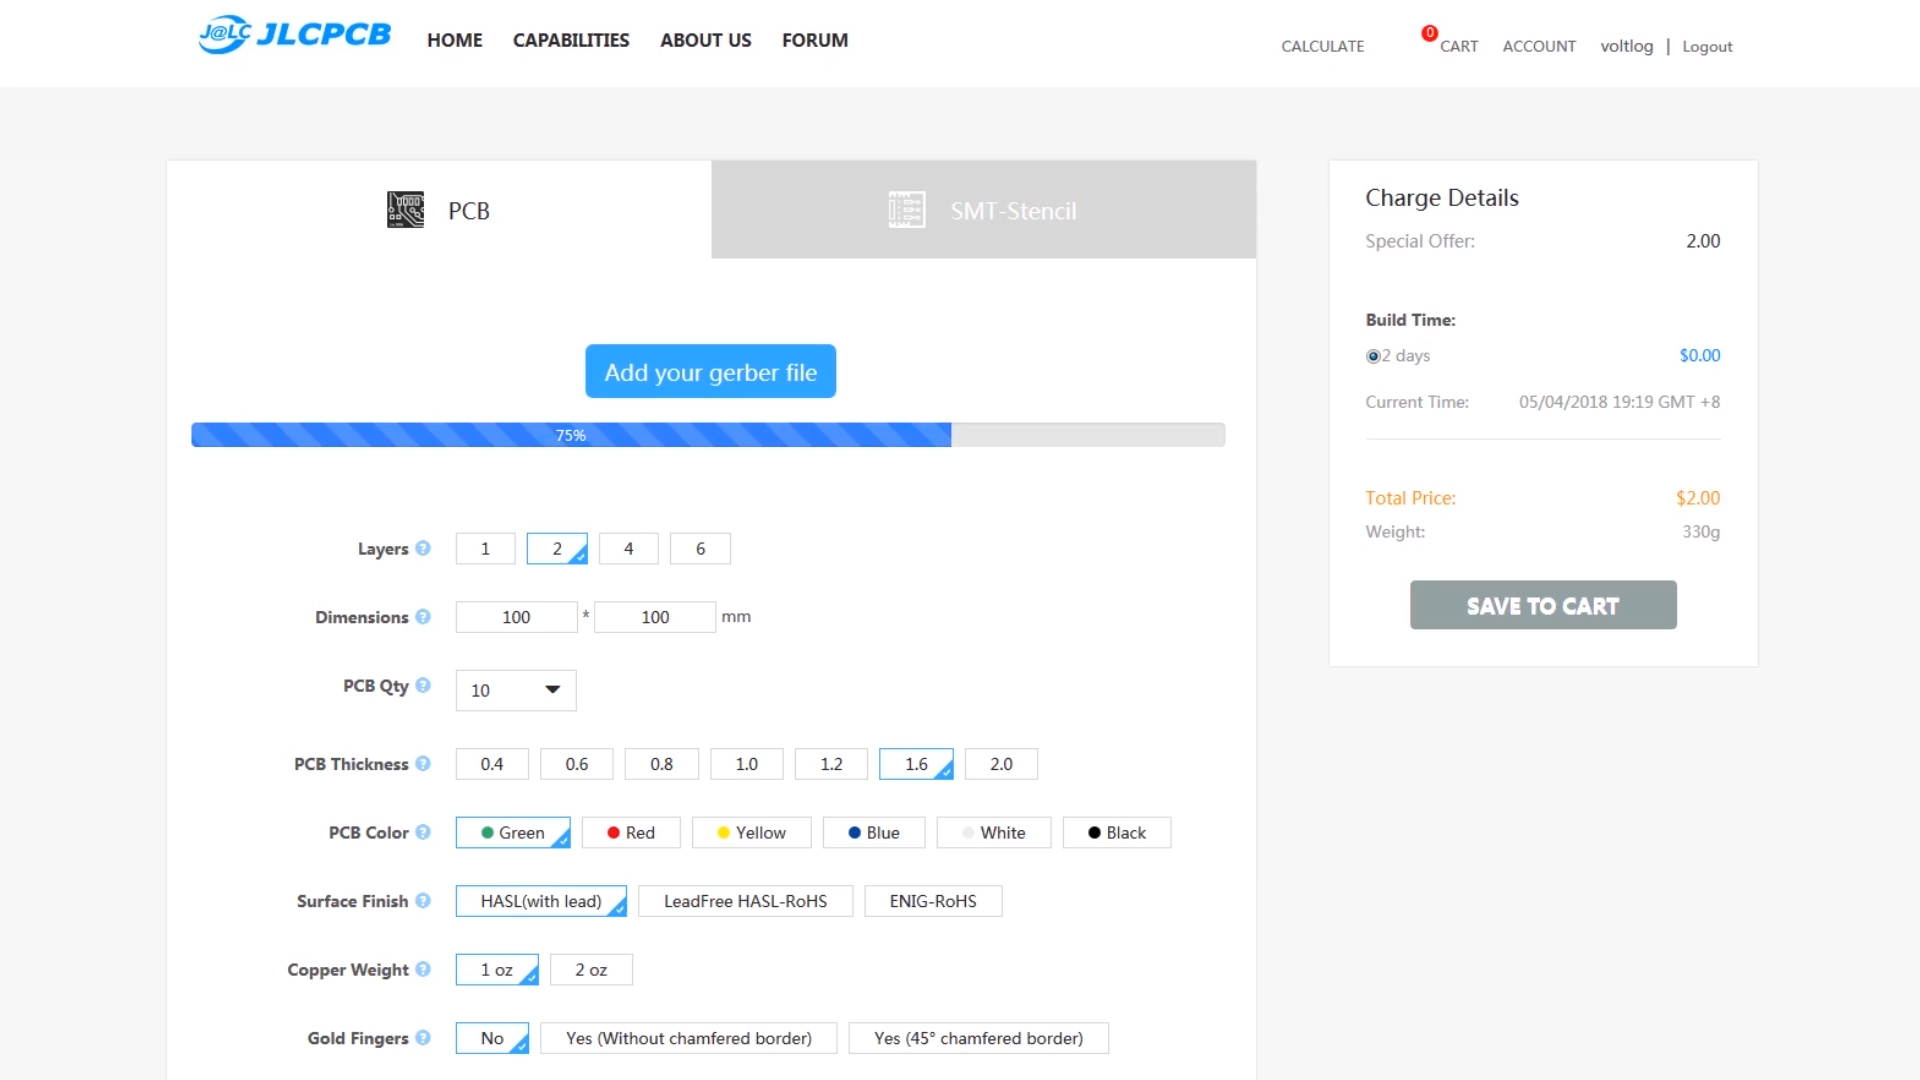 J@LC JLCPCB HOME CAPABILITIES ABOUT US FORUM CALCULATE 0 CART ACCOUNT voltlog | Logout
PCB SMT-Stencil
Add your gerber file
75%
Layers ? 1 2 4 6
Dimensions ? 100 * 100 mm
PCB Qty ? 10
PCB Thickness ? 0.4 0.6 0.8 1.0 1.2 1.6 2.0
PCB Color ? Green Red Yellow Blue White Black
Surface Finish ? HASL(with lead) LeadFree HASL-RoHS ENIG-RoHS
Copper Weight ? 1 oz 2 oz
Gold Fingers ? No Yes (Without chamfered border) Yes (45° chamfered border)
Charge Details
Special Offer: 2.00
Build Time:
2 days $0.00
Current Time: 05/04/2018 19:19 GMT +8
Total Price: $2.00
Weight: 330g
SAVE TO CART